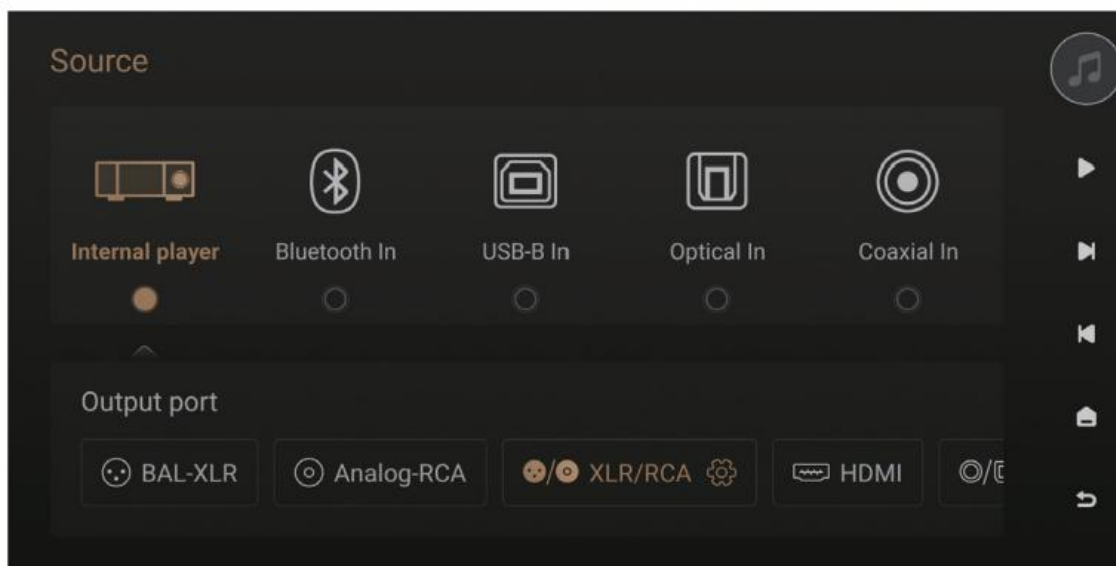 Source
Internal player
Bluetooth In
USB-B In
Optical In
Coaxial In
Output port
BAL-XLR
Analog-RCA
XLR/RCA
HDMI